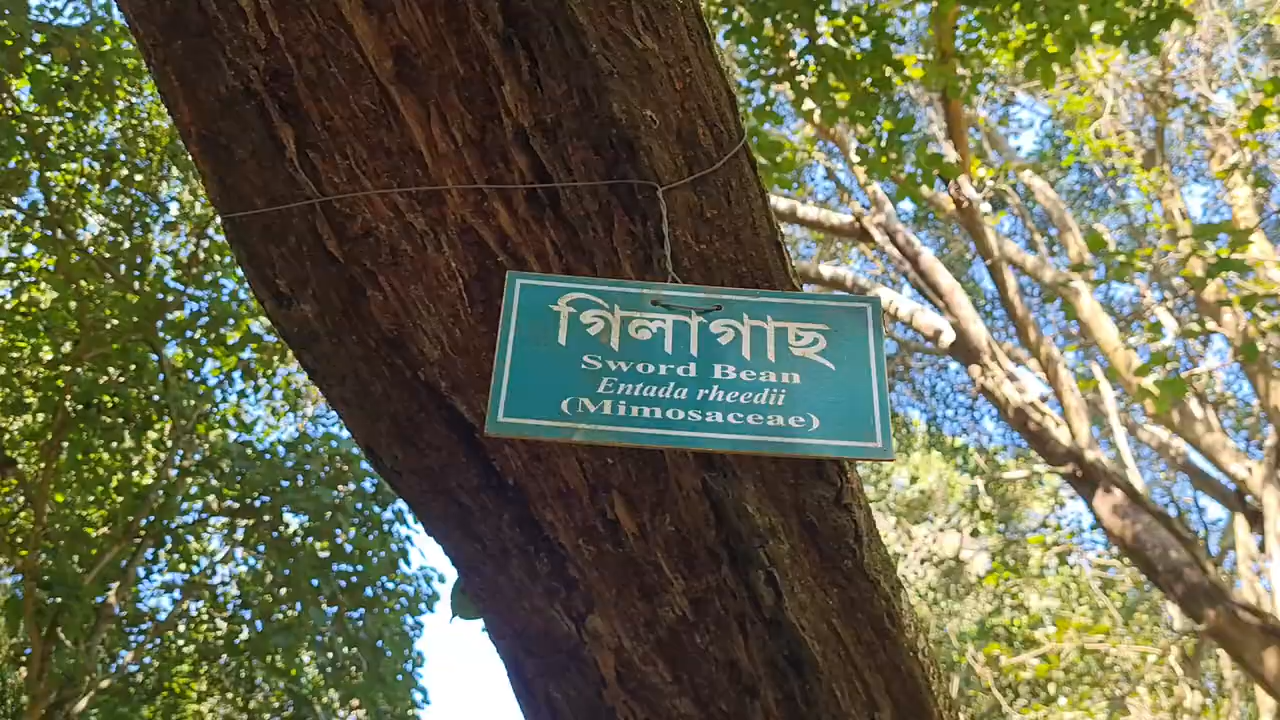 গিলাগাছ
Sword Bean
Entada rheedii
(Mimosaceae)